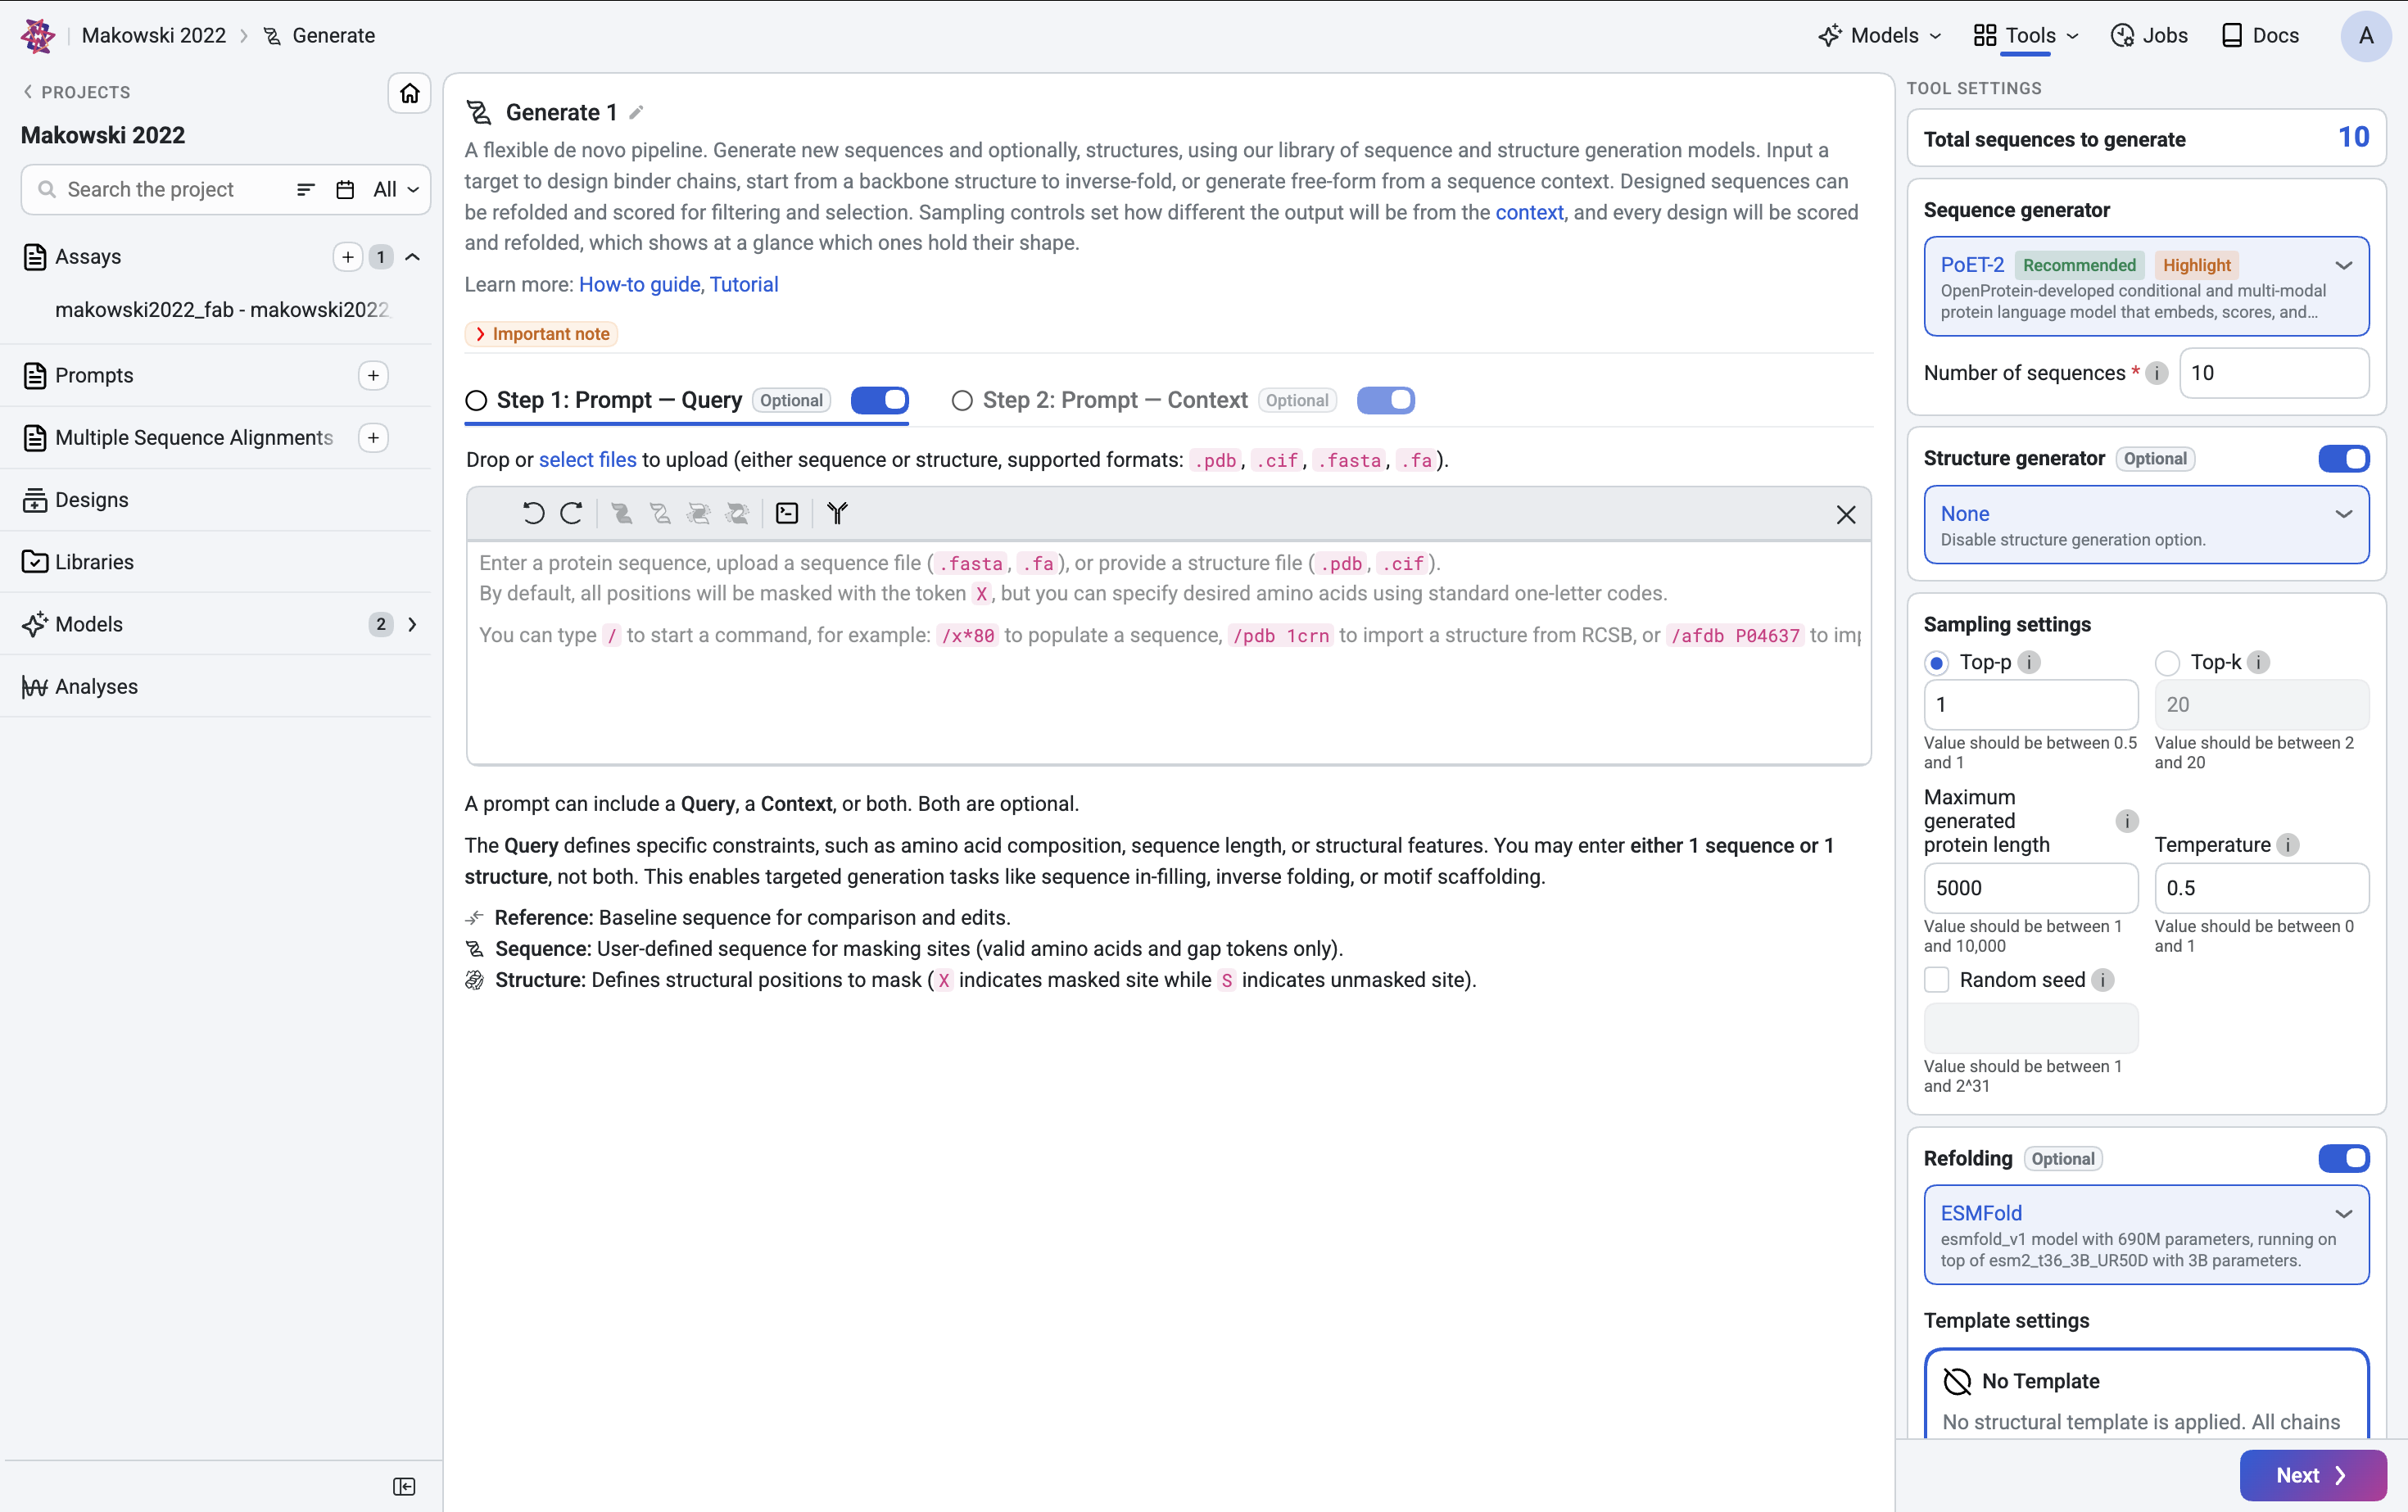 Makowski 2022 > Generate
Models
Tools
Jobs
Docs
A
PROJECTS
Makowski 2022
Search the project
All
Assays
1
makowski2022_fab - makowski2022
Prompts
Multiple Sequence Alignments
Designs
Libraries
Models
2
Analyses
Generate 1
A flexible de novo pipeline. Generate new sequences and optionally, structures, using our library of sequence and structure generation models. Input a
target to design binder chains, start from a backbone structure to inverse-fold, or generate free-form from a sequence context. Designed sequences can
be refolded and scored for filtering and selection. Sampling controls set how different the output will be from the context, and every design will be scored
and refolded, which shows at a glance which ones hold their shape.
Learn more: How-to guide, Tutorial
Important note
Step 1: Prompt — Query Optional
Step 2: Prompt — Context Optional
Drop or select files to upload (either sequence or structure, supported formats: .pdb, .cif, .fasta, .fa).
Enter a protein sequence, upload a sequence file (.fasta, .fa), or provide a structure file (.pdb, .cif).
By default, all positions will be masked with the token X, but you can specify desired amino acids using standard one-letter codes.
You can type / to start a command, for example: /x*80 to populate a sequence, /pdb 1crn to import a structure from RCSB, or /afdb P04637 to imp
A prompt can include a Query, a Context, or both. Both are optional.
The Query defines specific constraints, such as amino acid composition, sequence length, or structural features. You may enter either 1 sequence or 1
structure, not both. This enables targeted generation tasks like sequence in-filling, inverse folding, or motif scaffolding.
Reference: Baseline sequence for comparison and edits.
Sequence: User-defined sequence for masking sites (valid amino acids and gap tokens only).
Structure: Defines structural positions to mask (X indicates masked site while S indicates unmasked site).
TOOL SETTINGS
Total sequences to generate 10
Sequence generator
PoET-2 Recommended Highlight
OpenProtein-developed conditional and multi-modal
protein language model that embeds, scores, and...
Number of sequences * i 10
Structure generator Optional
None
Disable structure generation option.
Sampling settings
Top-p i
Top-k i
1
20
Value should be between 0.5
and 1
Value should be between 2
and 20
Maximum
generated
protein length i
Temperature i
5000
0.5
Value should be between 1
and 10,000
Value should be between 0
and 1
Random seed i
Value should be between 1
and 2^31
Refolding Optional
ESMFold
esmfold_v1 model with 690M parameters, running on
top of esm2_t36_3B_UR50D with 3B parameters.
Template settings
No Template
No structural template is applied. All chains
Next